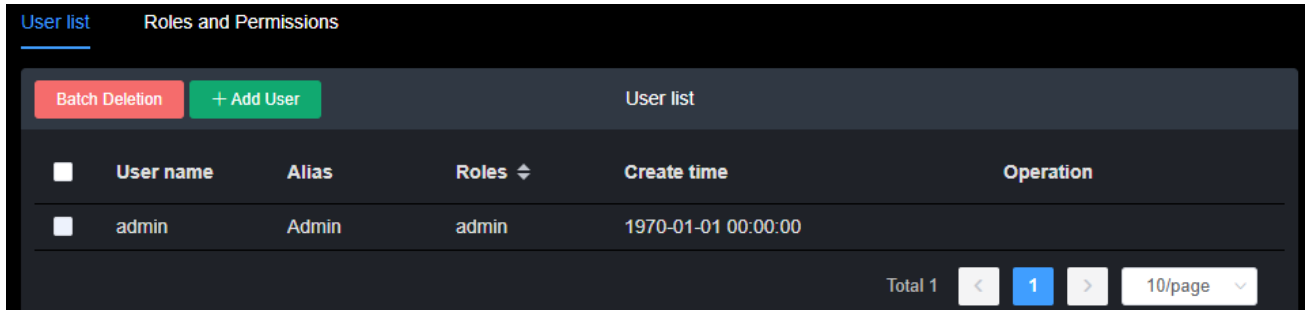 User list Roles and Permissions
Batch Deletion + Add User User list
User name Alias Roles Create time Operation
admin Admin admin 1970-01-01 00:00:00
Total 1 < 1 > 10/page